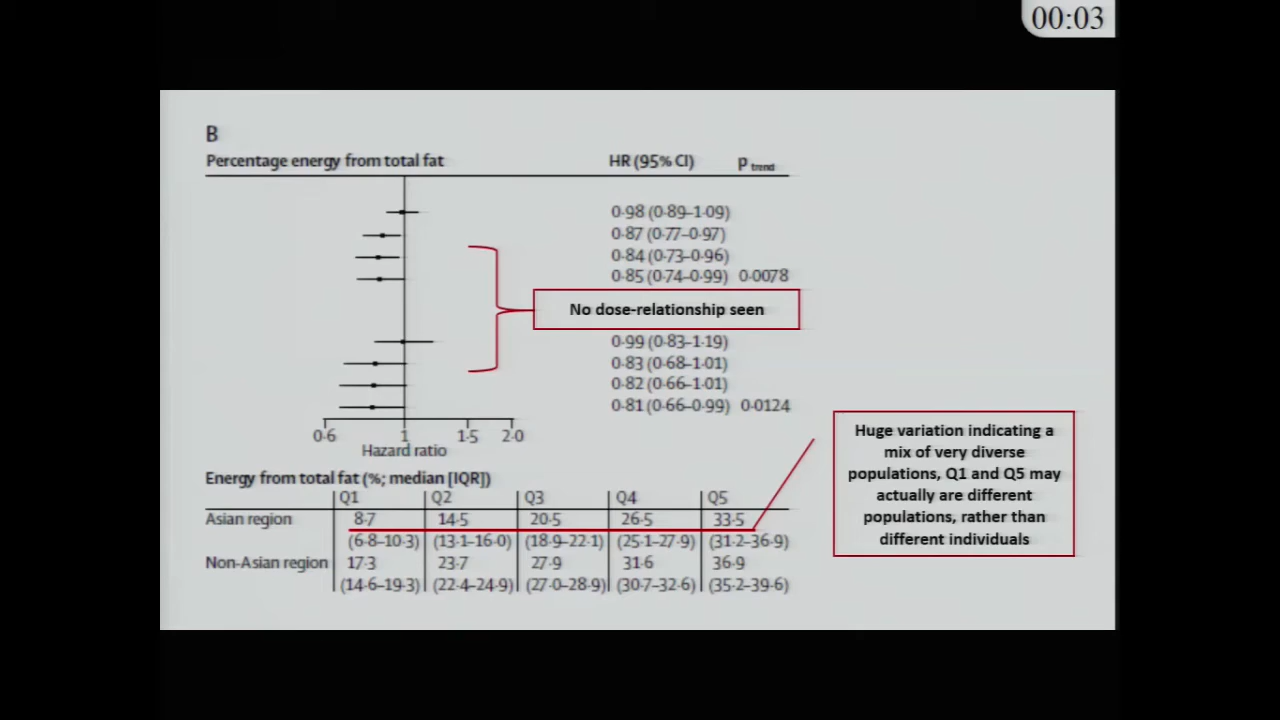 00:03
B
Percentage energy from total fat HR (95% CI) p trend
0·98 (0·89–1·09)
0·87 (0·77–0·97)
0·84 (0·73–0·96)
0·85 (0·74–0·99) 0·0078
No dose-relationship seen
0·99 (0·83–1·19)
0·83 (0·68–1·01)
0·82 (0·66–1·01)
0·81 (0·66–0·99) 0·0124
0·6 1 1·5 2·0
Hazard ratio
Huge variation indicating a
mix of very diverse
populations, Q1 and Q5 may
actually are different
populations, rather than
different individuals
Energy from total fat (%; median [IQR])
Q1 Q2 Q3 Q4 Q5
Asian region 8·7 14·5 20·5 26·5 33·5
(6·8–10·3) (13·1–16·0) (18·9–22·1) (25·1–27·9) (31·2–36·9)
Non-Asian region 17·3 23·7 27·9 31·6 36·9
(14·6–19·3) (22·4–24·9) (27·0–28·9) (30·7–32·6) (35·2–39·6)